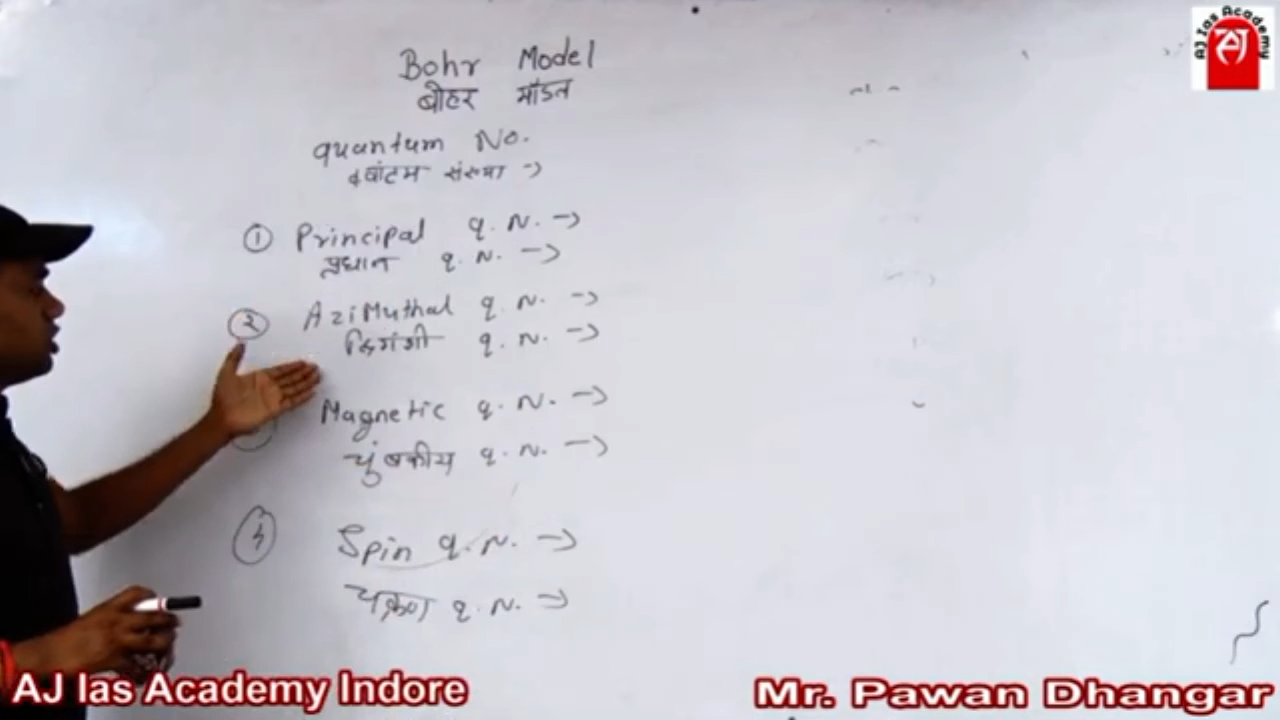 AJ Ias Academy
Bohr Model
बोहर मॉडल
quantum No.
क्वांटम संख्या →
① Principal q. N. →
प्रधान q. N. →
② Azimuthal q. N. →
दिगंशी q. N. →
Magnetic q. N. →
चुंबकीय q. N. →
④ Spin q. N. →
चक्रण q. N. →
AJ Ias Academy Indore
Mr. Pawan Dhangar